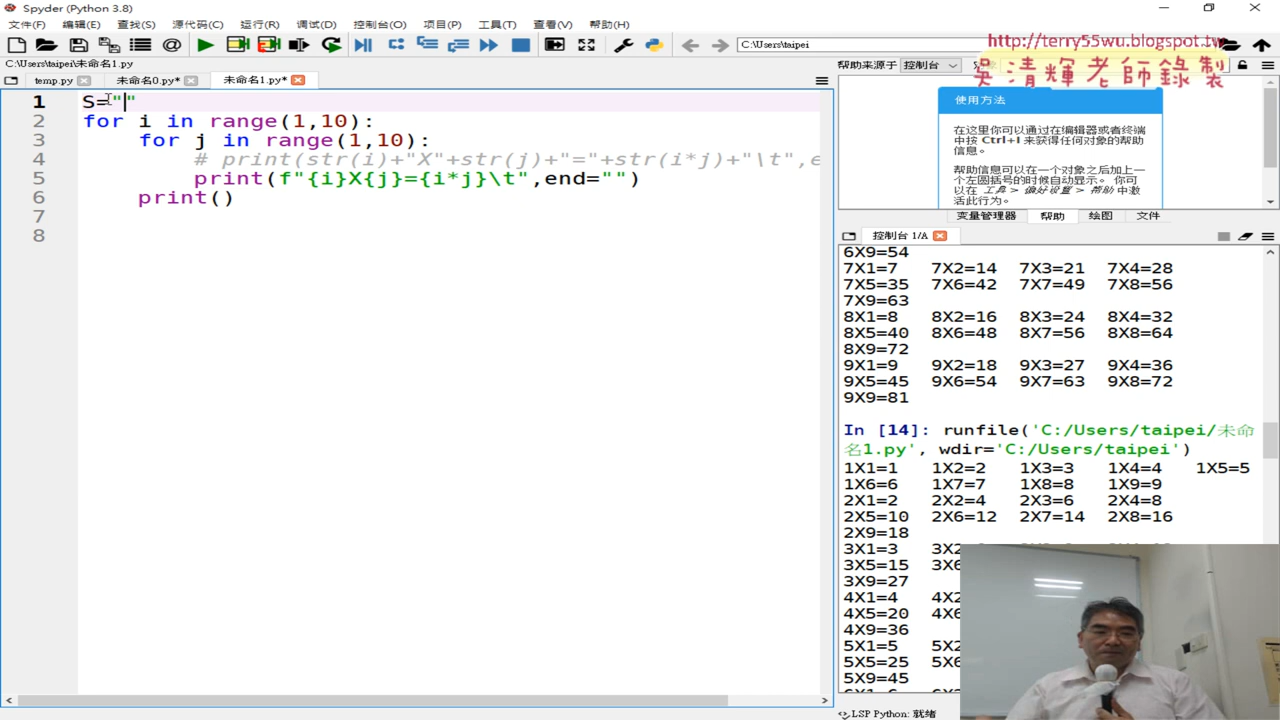 Spyder (Python 3.8)
文件(F) 编辑(E) 查找(S) 源代码(C) 运行(R) 调试(D) 控制台(O) 项目(P) 工具(T) 查看(V) 帮助(H)
C:\Users\taipei
http://terry55wu.blogspot.tw
吳清輝老師錄製
C:\Users\taipei\未命名1.py
temp.py 未命名0.py* 未命名1.py*
帮助来源于 控制台
1 S=""
2 for i in range(1,10):
3 for j in range(1,10):
4 # print(str(i)+"X"+str(j)+"="+str(i*j)+"\t",e
5 print(f"{i}X{j}={i*j}\t",end="")
6 print()
7
8
使用方法
在这里你可以通过在编辑器或者终端
中按 Ctrl+I 来获得任何对象的帮助
信息。
帮助信息可以在一个对象之后加上一
个左圆括号的时候自动显示。 你可
以在 工具 > 偏好设置 > 帮助 中激
活此行为。
变量管理器 帮助 绘图 文件
控制台 1/A
6X9=54
7X1=7 7X2=14 7X3=21 7X4=28
7X5=35 7X6=42 7X7=49 7X8=56
7X9=63
8X1=8 8X2=16 8X3=24 8X4=32
8X5=40 8X6=48 8X7=56 8X8=64
8X9=72
9X1=9 9X2=18 9X3=27 9X4=36
9X5=45 9X6=54 9X7=63 9X8=72
9X9=81
In [14]: runfile('C:/Users/taipei/未命
名1.py', wdir='C:/Users/taipei')
1X1=1 1X2=2 1X3=3 1X4=4 1X5=5
1X6=6 1X7=7 1X8=8 1X9=9
2X1=2 2X2=4 2X3=6 2X4=8
2X5=10 2X6=12 2X7=14 2X8=16
2X9=18
3X1=3 3X2
3X5=15 3X6
3X9=27
4X1=4 4X2
4X5=20 4X6
4X9=36
5X1=5 5X2
5X5=25 5X6
5X9=45
LSP Python: 就绪